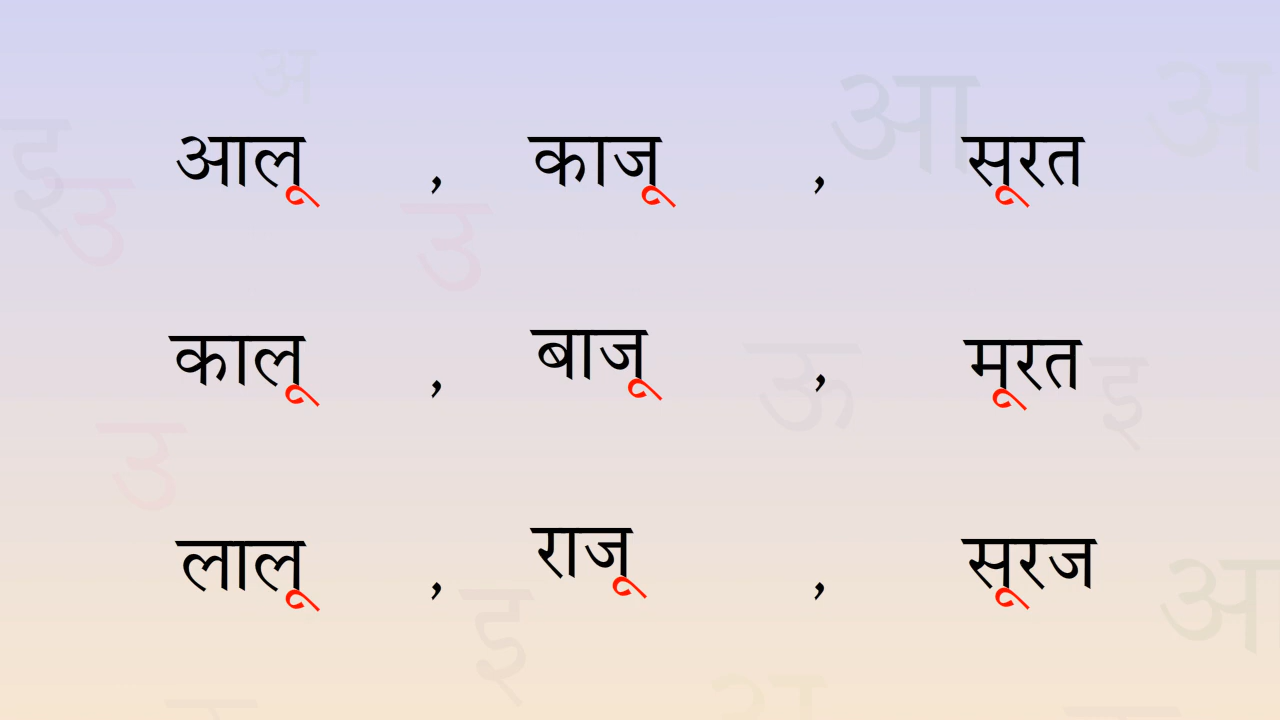 आलू , काजू , सूरत
कालू , बाजू , मूरत
लालू , राजू , सूरज